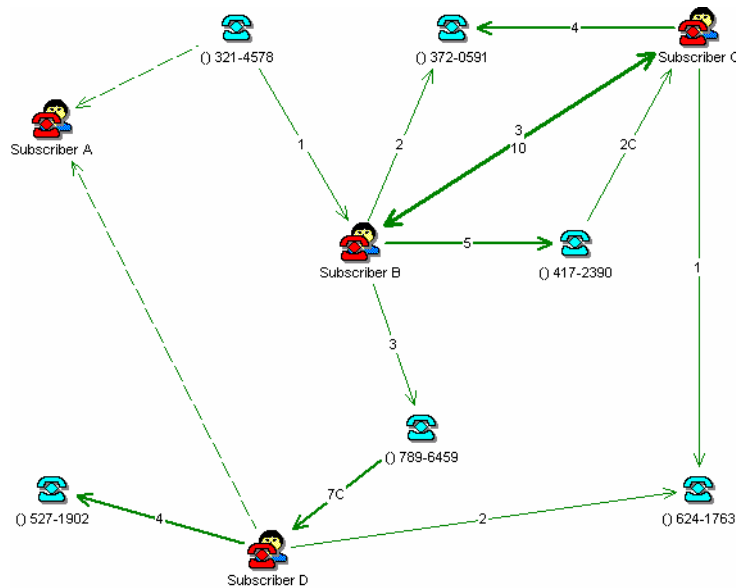 4
() 321-4578
() 372-0591
Subscriber C
1
2
3
10
2C
Subscriber A
5
Subscriber B
() 417-2390
1
3
() 789-6459
7C
() 527-1902
4
2
() 624-1763
Subscriber D